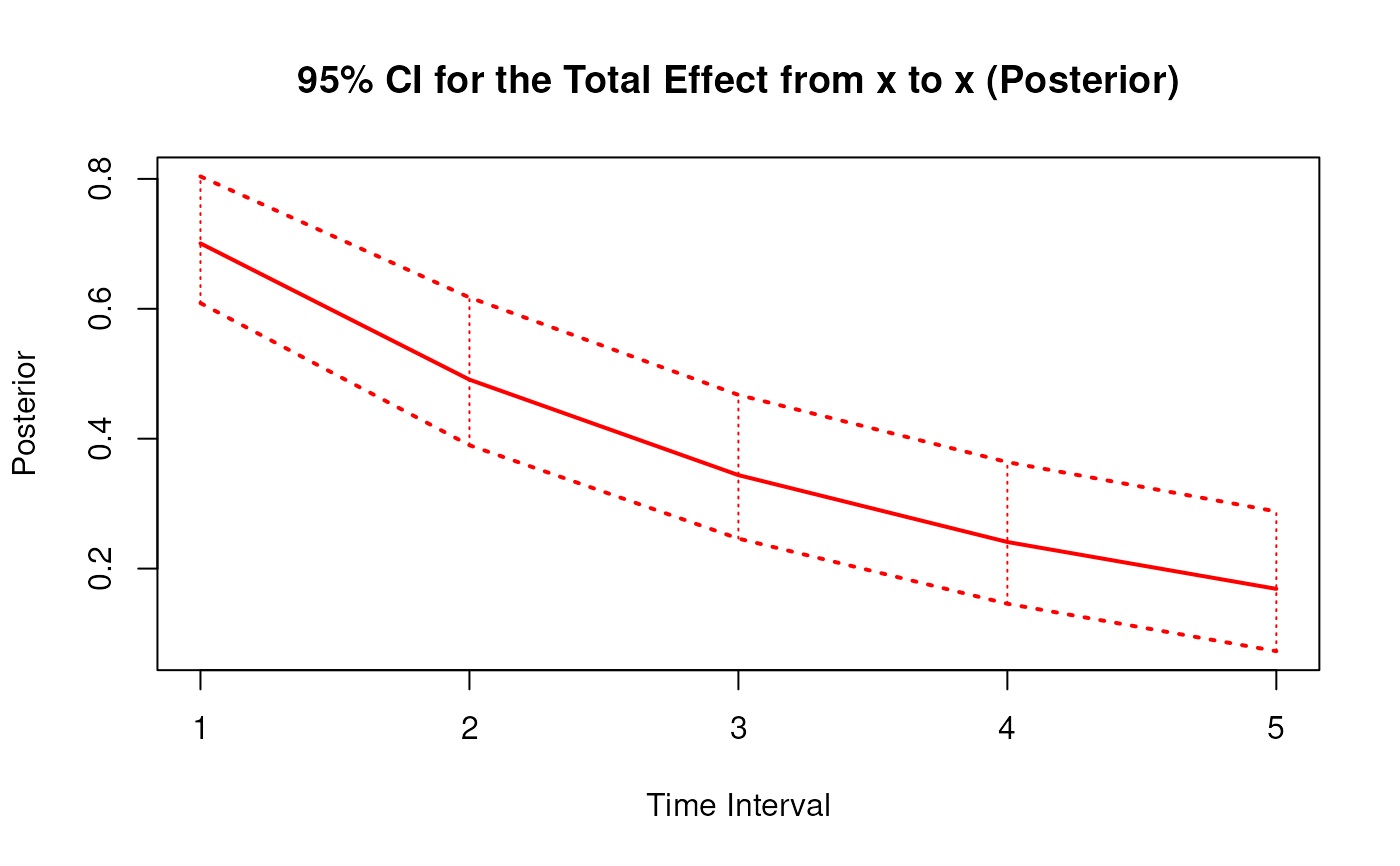 95% CI for the Total Effect from x to x (Posterior)
Posterior
0.8
0.6
0.4
0.2
1 2 3 4 5
Time Interval